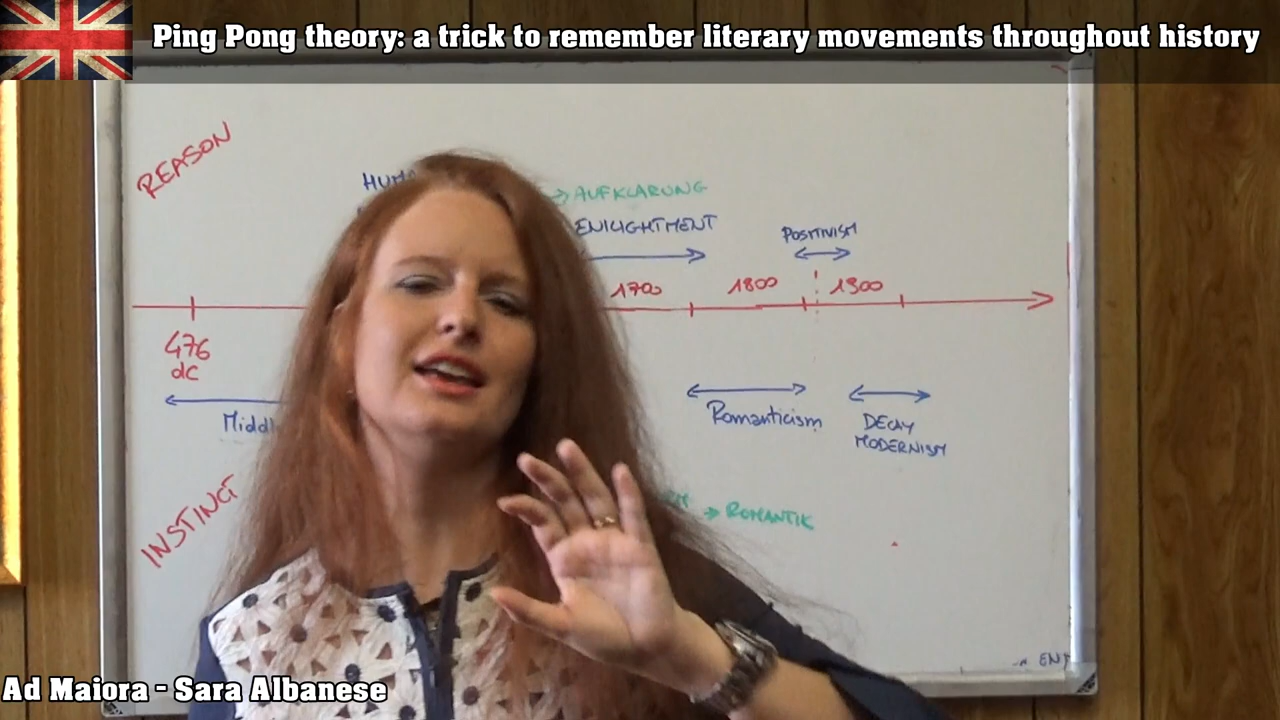 Ping Pong theory: a trick to remember literary movements throughout history
REASON
AUFKLARUNG
ENILIGHTMENT
POSITIVISM
1700
1800
1900
476
dC
Romanticism
DECAY
MODERNISM
INSTINCT
ROMANTIK
Ad Maiora - Sara Albanese